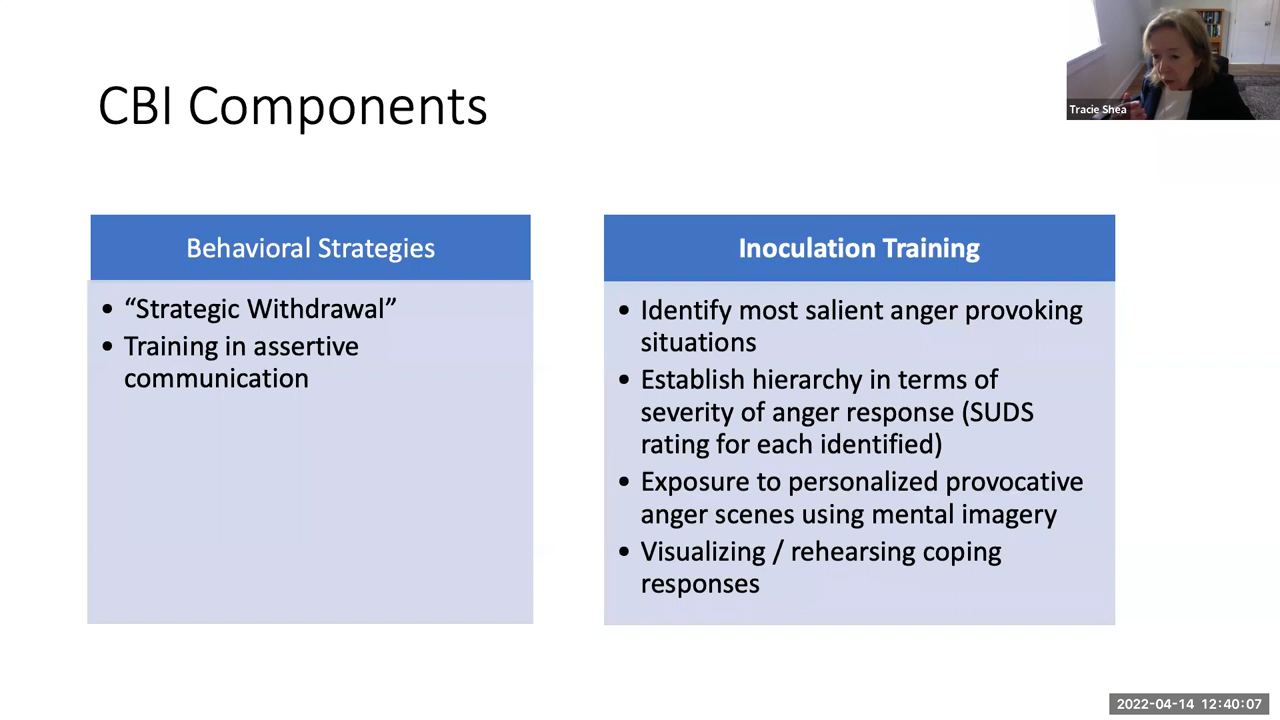 CBI Components
Tracie Shea
Behavioral Strategies
• “Strategic Withdrawal”
• Training in assertive
communication
Inoculation Training
• Identify most salient anger provoking
situations
• Establish hierarchy in terms of
severity of anger response (SUDS
rating for each identified)
• Exposure to personalized provocative
anger scenes using mental imagery
• Visualizing / rehearsing coping
responses
2022-04-14 12:40:07